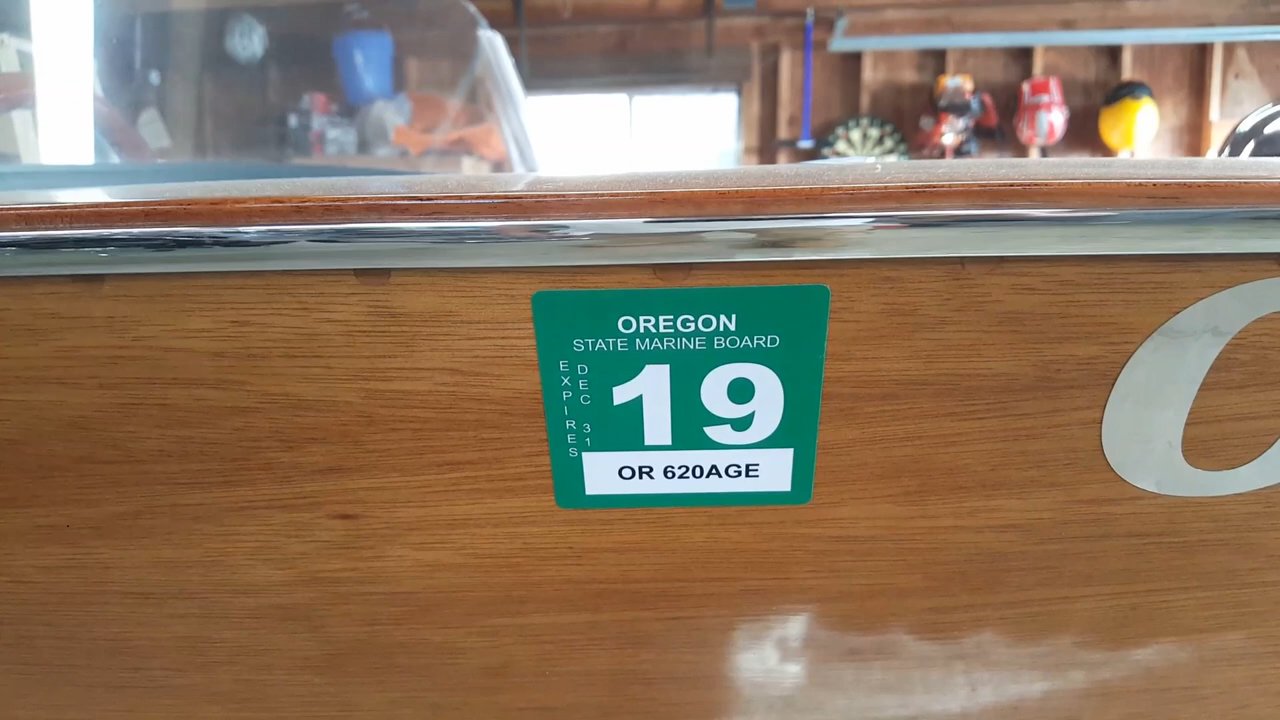 OREGON
STATE MARINE BOARD
EXPIRES
DEC 31
19
OR 620AGE
O